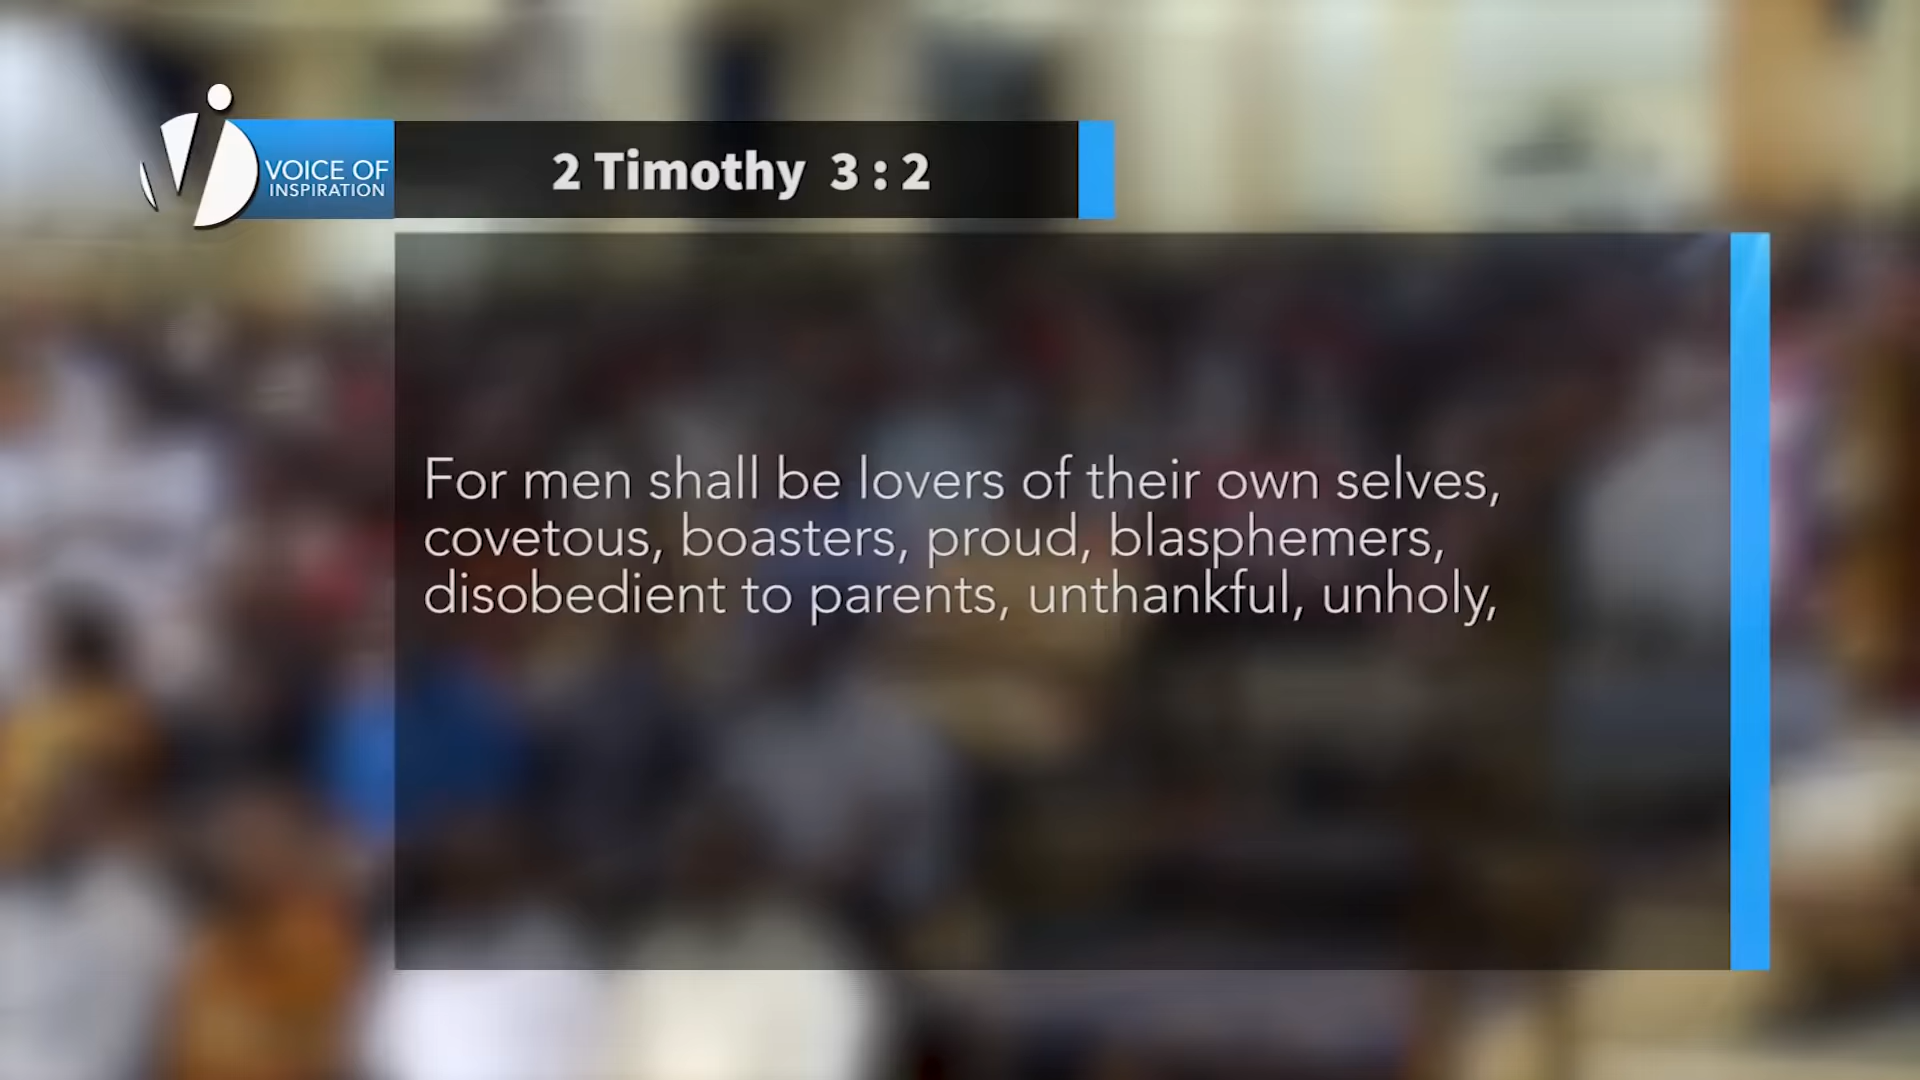 VOICE OF
INSPIRATION
2 Timothy 3 : 2
For men shall be lovers of their own selves,
covetous, boasters, proud, blasphemers,
disobedient to parents, unthankful, unholy,